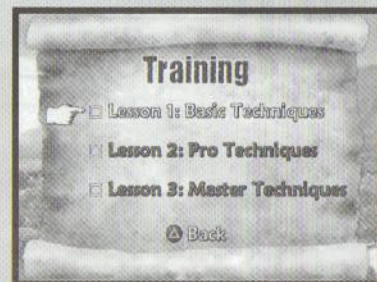 Training
Lesson 1: Basic Techniques
Lesson 2: Pro Techniques
Lesson 3: Master Techniques
Back